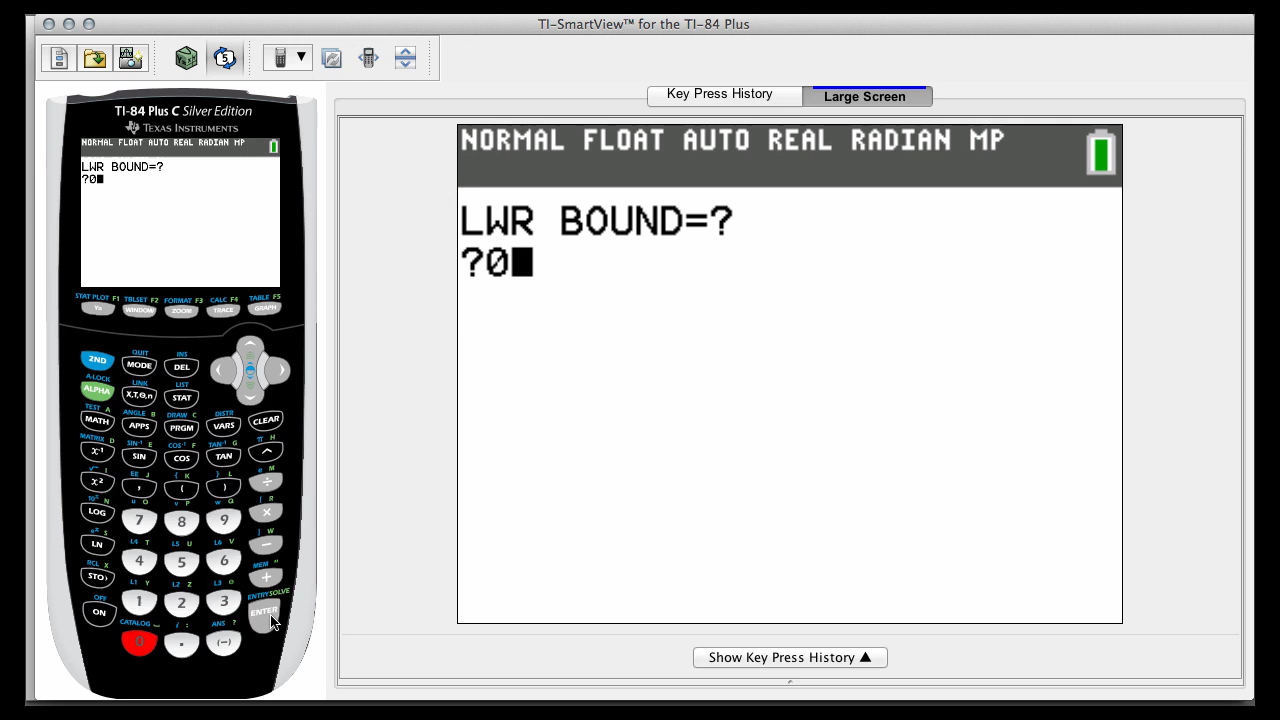 TI-SmartView™ for the TI-84 Plus
Key Press History
Large Screen
TI-84 Plus C Silver Edition
TEXAS INSTRUMENTS
NORMAL FLOAT AUTO REAL RADIAN MP
LWR BOUND=?
?0
NORMAL FLOAT AUTO REAL RADIAN MP
LWR BOUND=?
?0
STAT PLOT F1 TBLSET F2 FORMAT F3 CALC F4 TABLE F5
Y= WINDOW ZOOM TRACE GRAPH
QUIT INS
2ND MODE DEL
A-LOCK LINK LIST
ALPHA X,T,Θ,n STAT
TEST A ANGLE B DRAW C DISTR
MATH APPS PRGM VARS CLEAR
MATRIX D SIN⁻¹ E COS⁻¹ F TAN⁻¹ G π H
x⁻¹ SIN COS TAN ^
√ I EE J { K } L e M
x² , ( ) ÷
10ˣ N u O v P w Q [ R
LOG 7 8 9 ×
eˣ S L4 T L5 U L6 V ] W
LN 4 5 6 −
RCL X L1 Y L2 Z L3 θ MEM "
STO› 1 2 3 +
OFF CATALOG i : ANS ? ENTRY SOLVE
ON 0 . (−) ENTER
Show Key Press History ▲